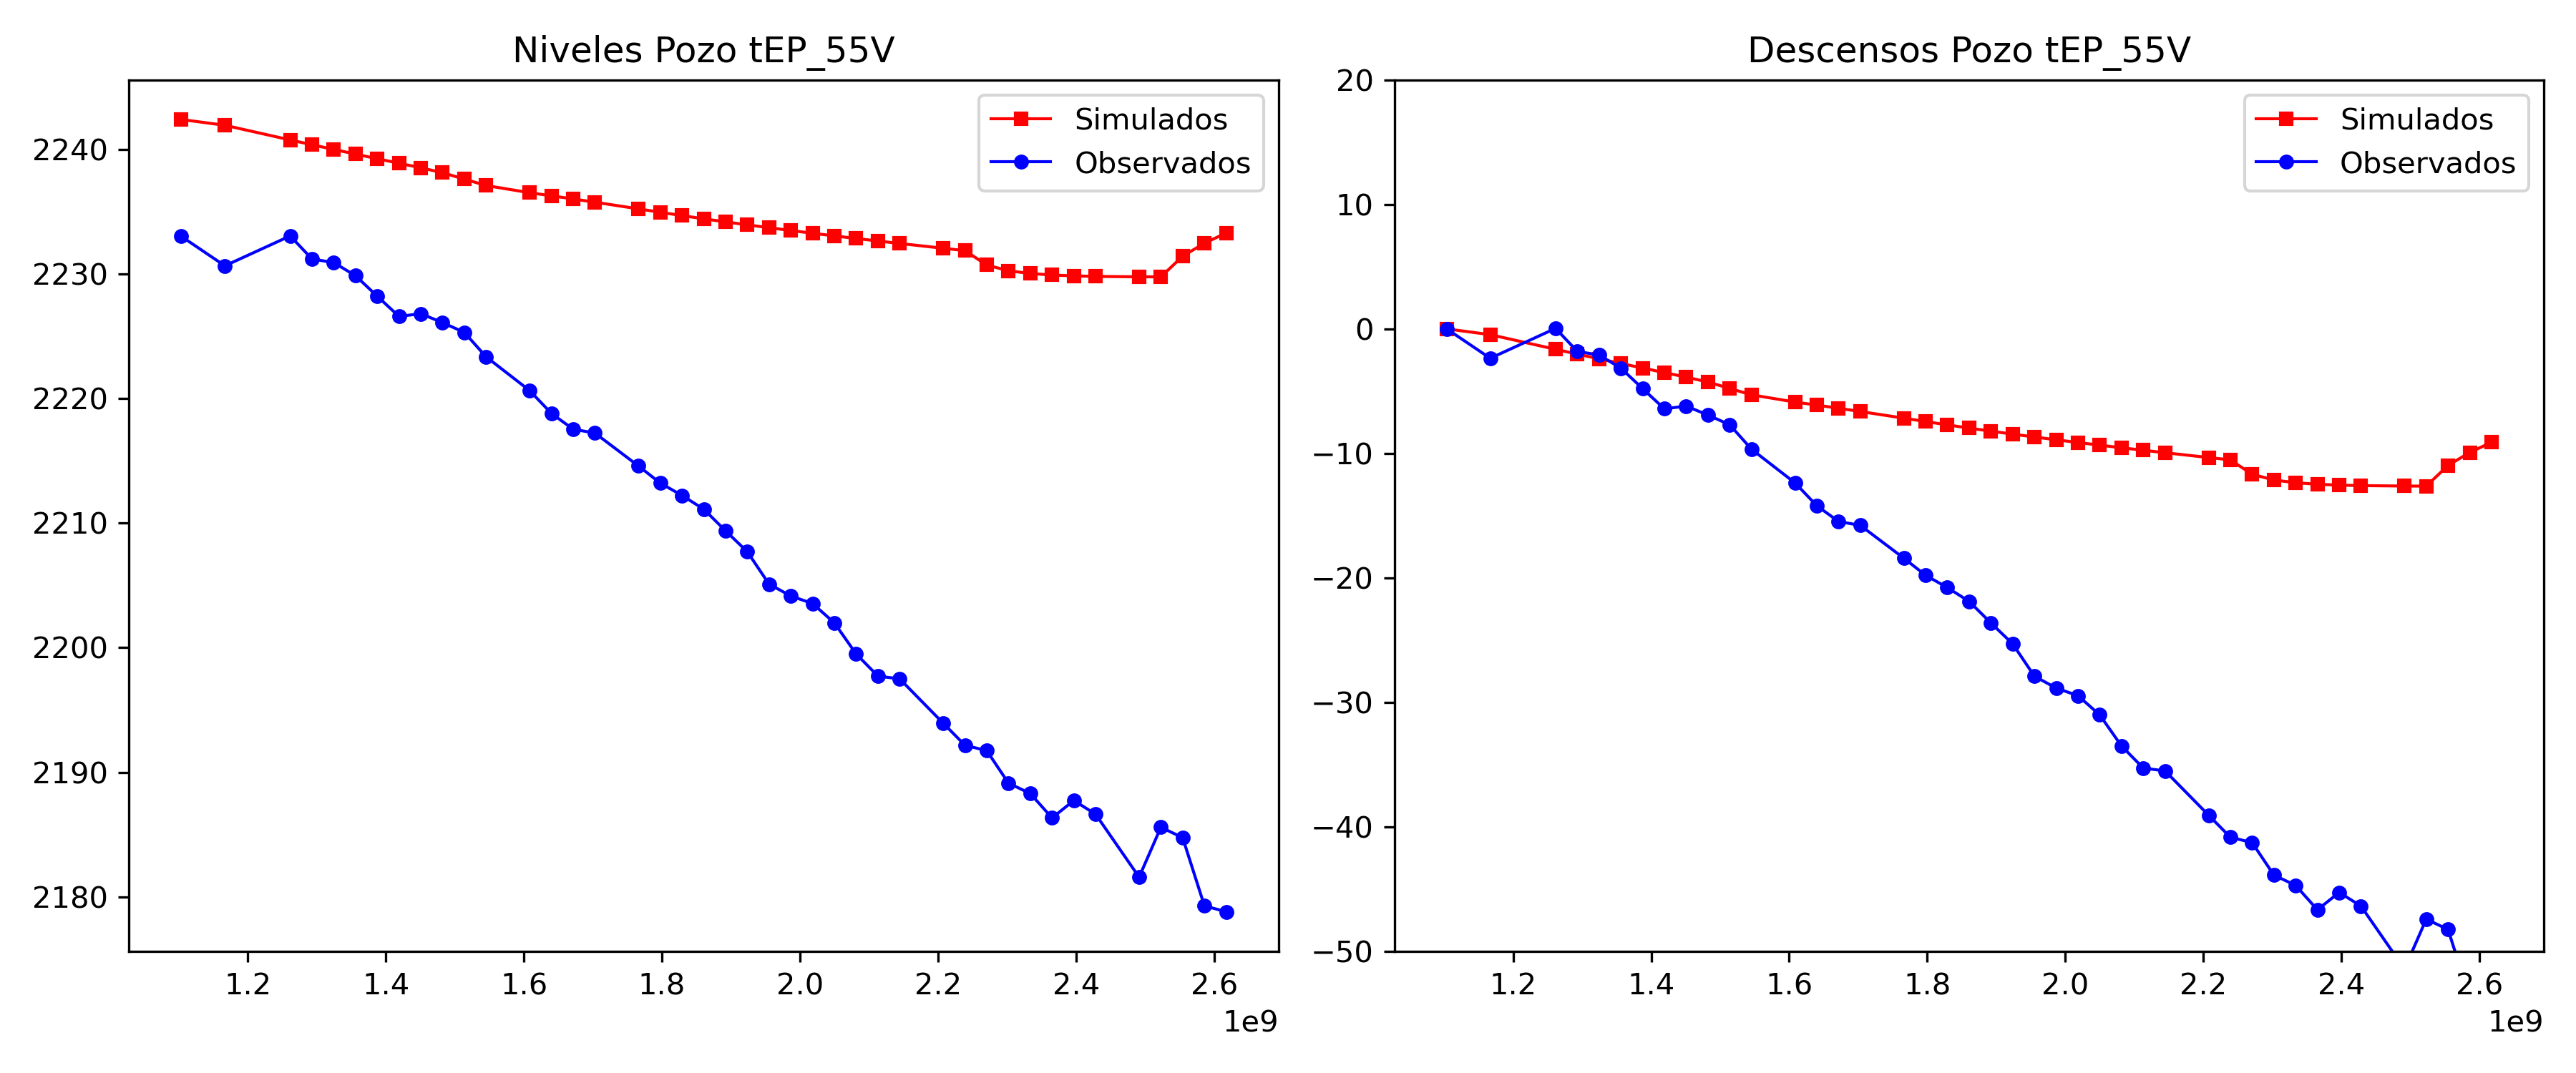 Niveles Pozo tEP_55V
Simulados
Observados
2240
2230
2220
2210
2200
2190
2180
1.2 1.4 1.6 1.8 2.0 2.2 2.4 2.6
1e9
Descensos Pozo tEP_55V
Simulados
Observados
20
10
0
−10
−20
−30
−40
−50
1.2 1.4 1.6 1.8 2.0 2.2 2.4 2.6
1e9